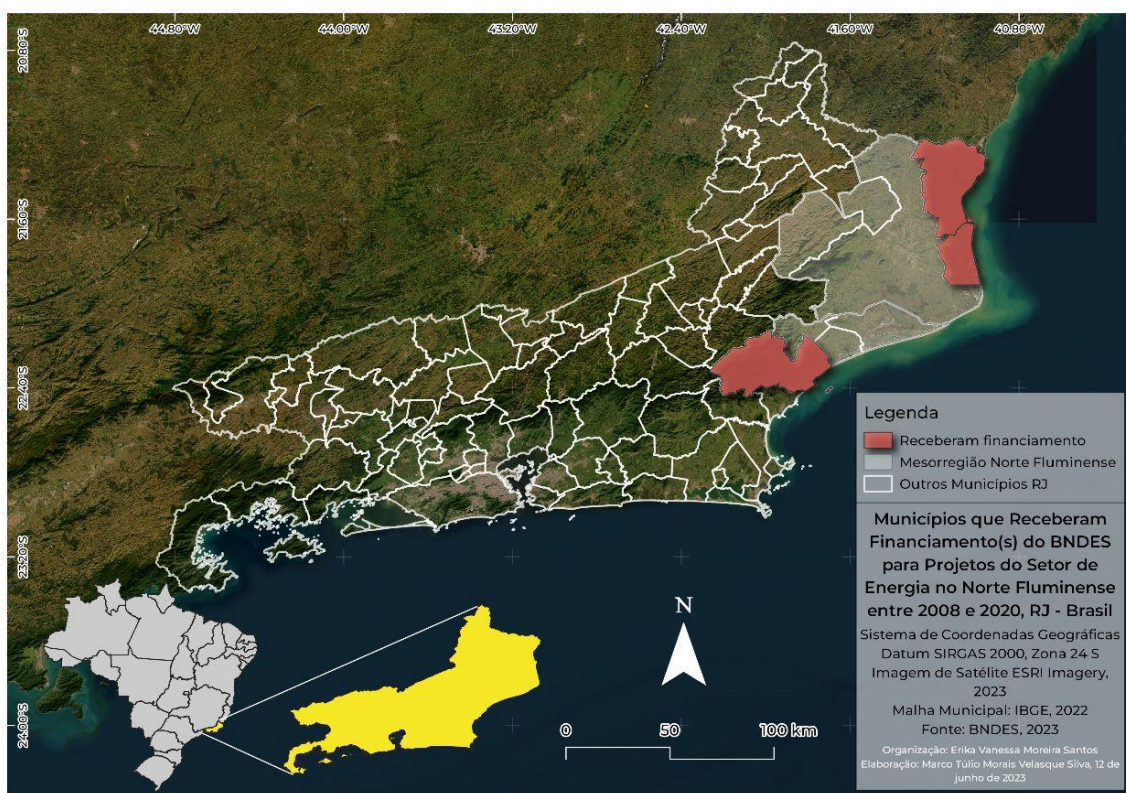 44.80°W
44.00°W
43.20°W
42.40°W
41.60°W
40.80°W
20.80°S
21.60°S
22.40°S
23.20°S
24.00°S
Legenda
Receberam financiamento
Mesorregião Norte Fluminense
Outros Municípios RJ
Municípios que Receberam
Financiamento(s) do BNDES
para Projetos do Setor de
Energia no Norte Fluminense
entre 2008 e 2020, RJ - Brasil
Sistema de Coordenadas Geográficas
Datum SIRGAS 2000, Zona 24 S
Imagem de Satélite ESRI Imagery,
2023
Malha Municipal: IBGE, 2022
Fonte: BNDES, 2023
Organização: Erika Vanessa Moreira Santos
Elaboração: Marco Túlio Morais Velasque Silva, 12 de
junho de 2023
N
0 50 100 km